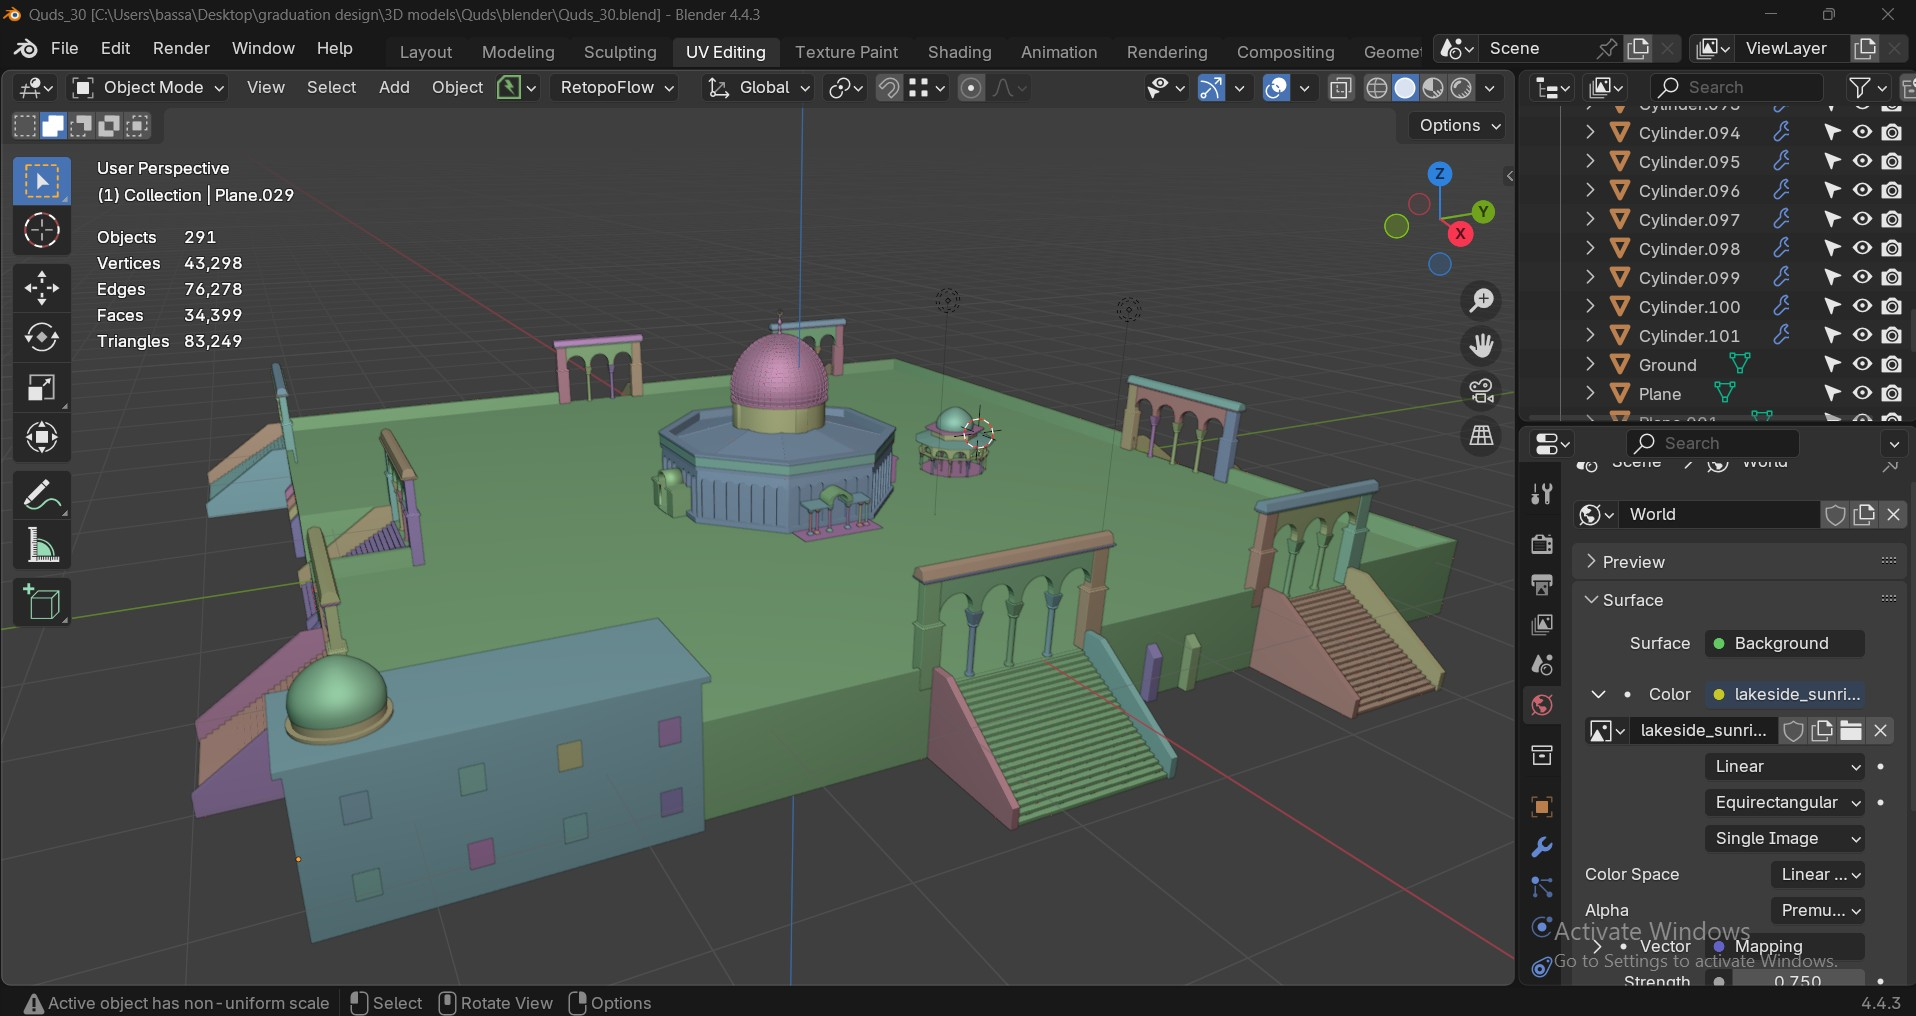 Quds_30 [C:\Users\bassa\Desktop\graduation design\3D models\Quds\blender\Quds_30.blend] - Blender 4.4.3
File Edit Render Window Help Layout Modeling Sculpting UV Editing Texture Paint Shading Animation Rendering Compositing Geomet Scene ViewLayer
Object Mode View Select Add Object RetopoFlow Global Search
Options
User Perspective
(1) Collection | Plane.029
Objects 291
Vertices 43,298
Edges 76,278
Faces 34,399
Triangles 83,249
Z
Y
X
Cylinder.093
Cylinder.094
Cylinder.095
Cylinder.096
Cylinder.097
Cylinder.098
Cylinder.099
Cylinder.100
Cylinder.101
Ground
Plane
Plane.001
Search
Scene World
World
Preview
Surface
Surface Background
Color lakeside_sunri...
lakeside_sunri...
Linear
Equirectangular
Single Image
Color Space Linear ...
Alpha Premu...
Activate Windows
Vector Mapping
Go to Settings to activate Windows.
Strength 0.750
Active object has non-uniform scale Select Rotate View Options 4.4.3